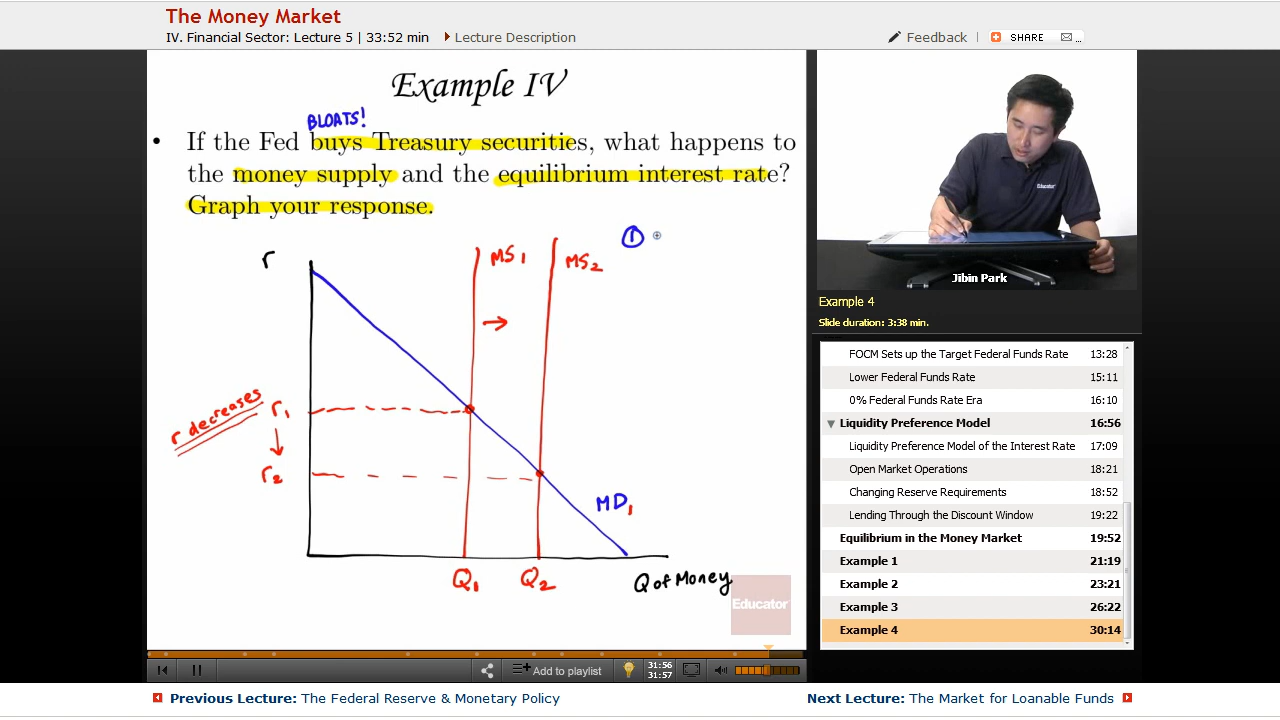 The Money Market
IV. Financial Sector: Lecture 5 | 33:52 min
Lecture Description
Feedback
SHARE
...
Example IV
BLOATS!
• If the Fed buys Treasury securities, what happens to
the money supply and the equilibrium interest rate?
Graph your response.
①
r
MS1
MS2
→
r decreases
r1
r2
MD1
Q1
Q2
Q of Money
Educator
Educator
Jibin Park
Example 4
Slide duration: 3:38 min.
FOCM Sets up the Target Federal Funds Rate 13:28
Lower Federal Funds Rate 15:11
0% Federal Funds Rate Era 16:10
Liquidity Preference Model 16:56
Liquidity Preference Model of the Interest Rate 17:09
Open Market Operations 18:21
Changing Reserve Requirements 18:52
Lending Through the Discount Window 19:22
Equilibrium in the Money Market 19:52
Example 1 21:19
Example 2 23:21
Example 3 26:22
Example 4 30:14
Add to playlist
31:56
31:57
Previous Lecture: The Federal Reserve & Monetary Policy
Next Lecture: The Market for Loanable Funds